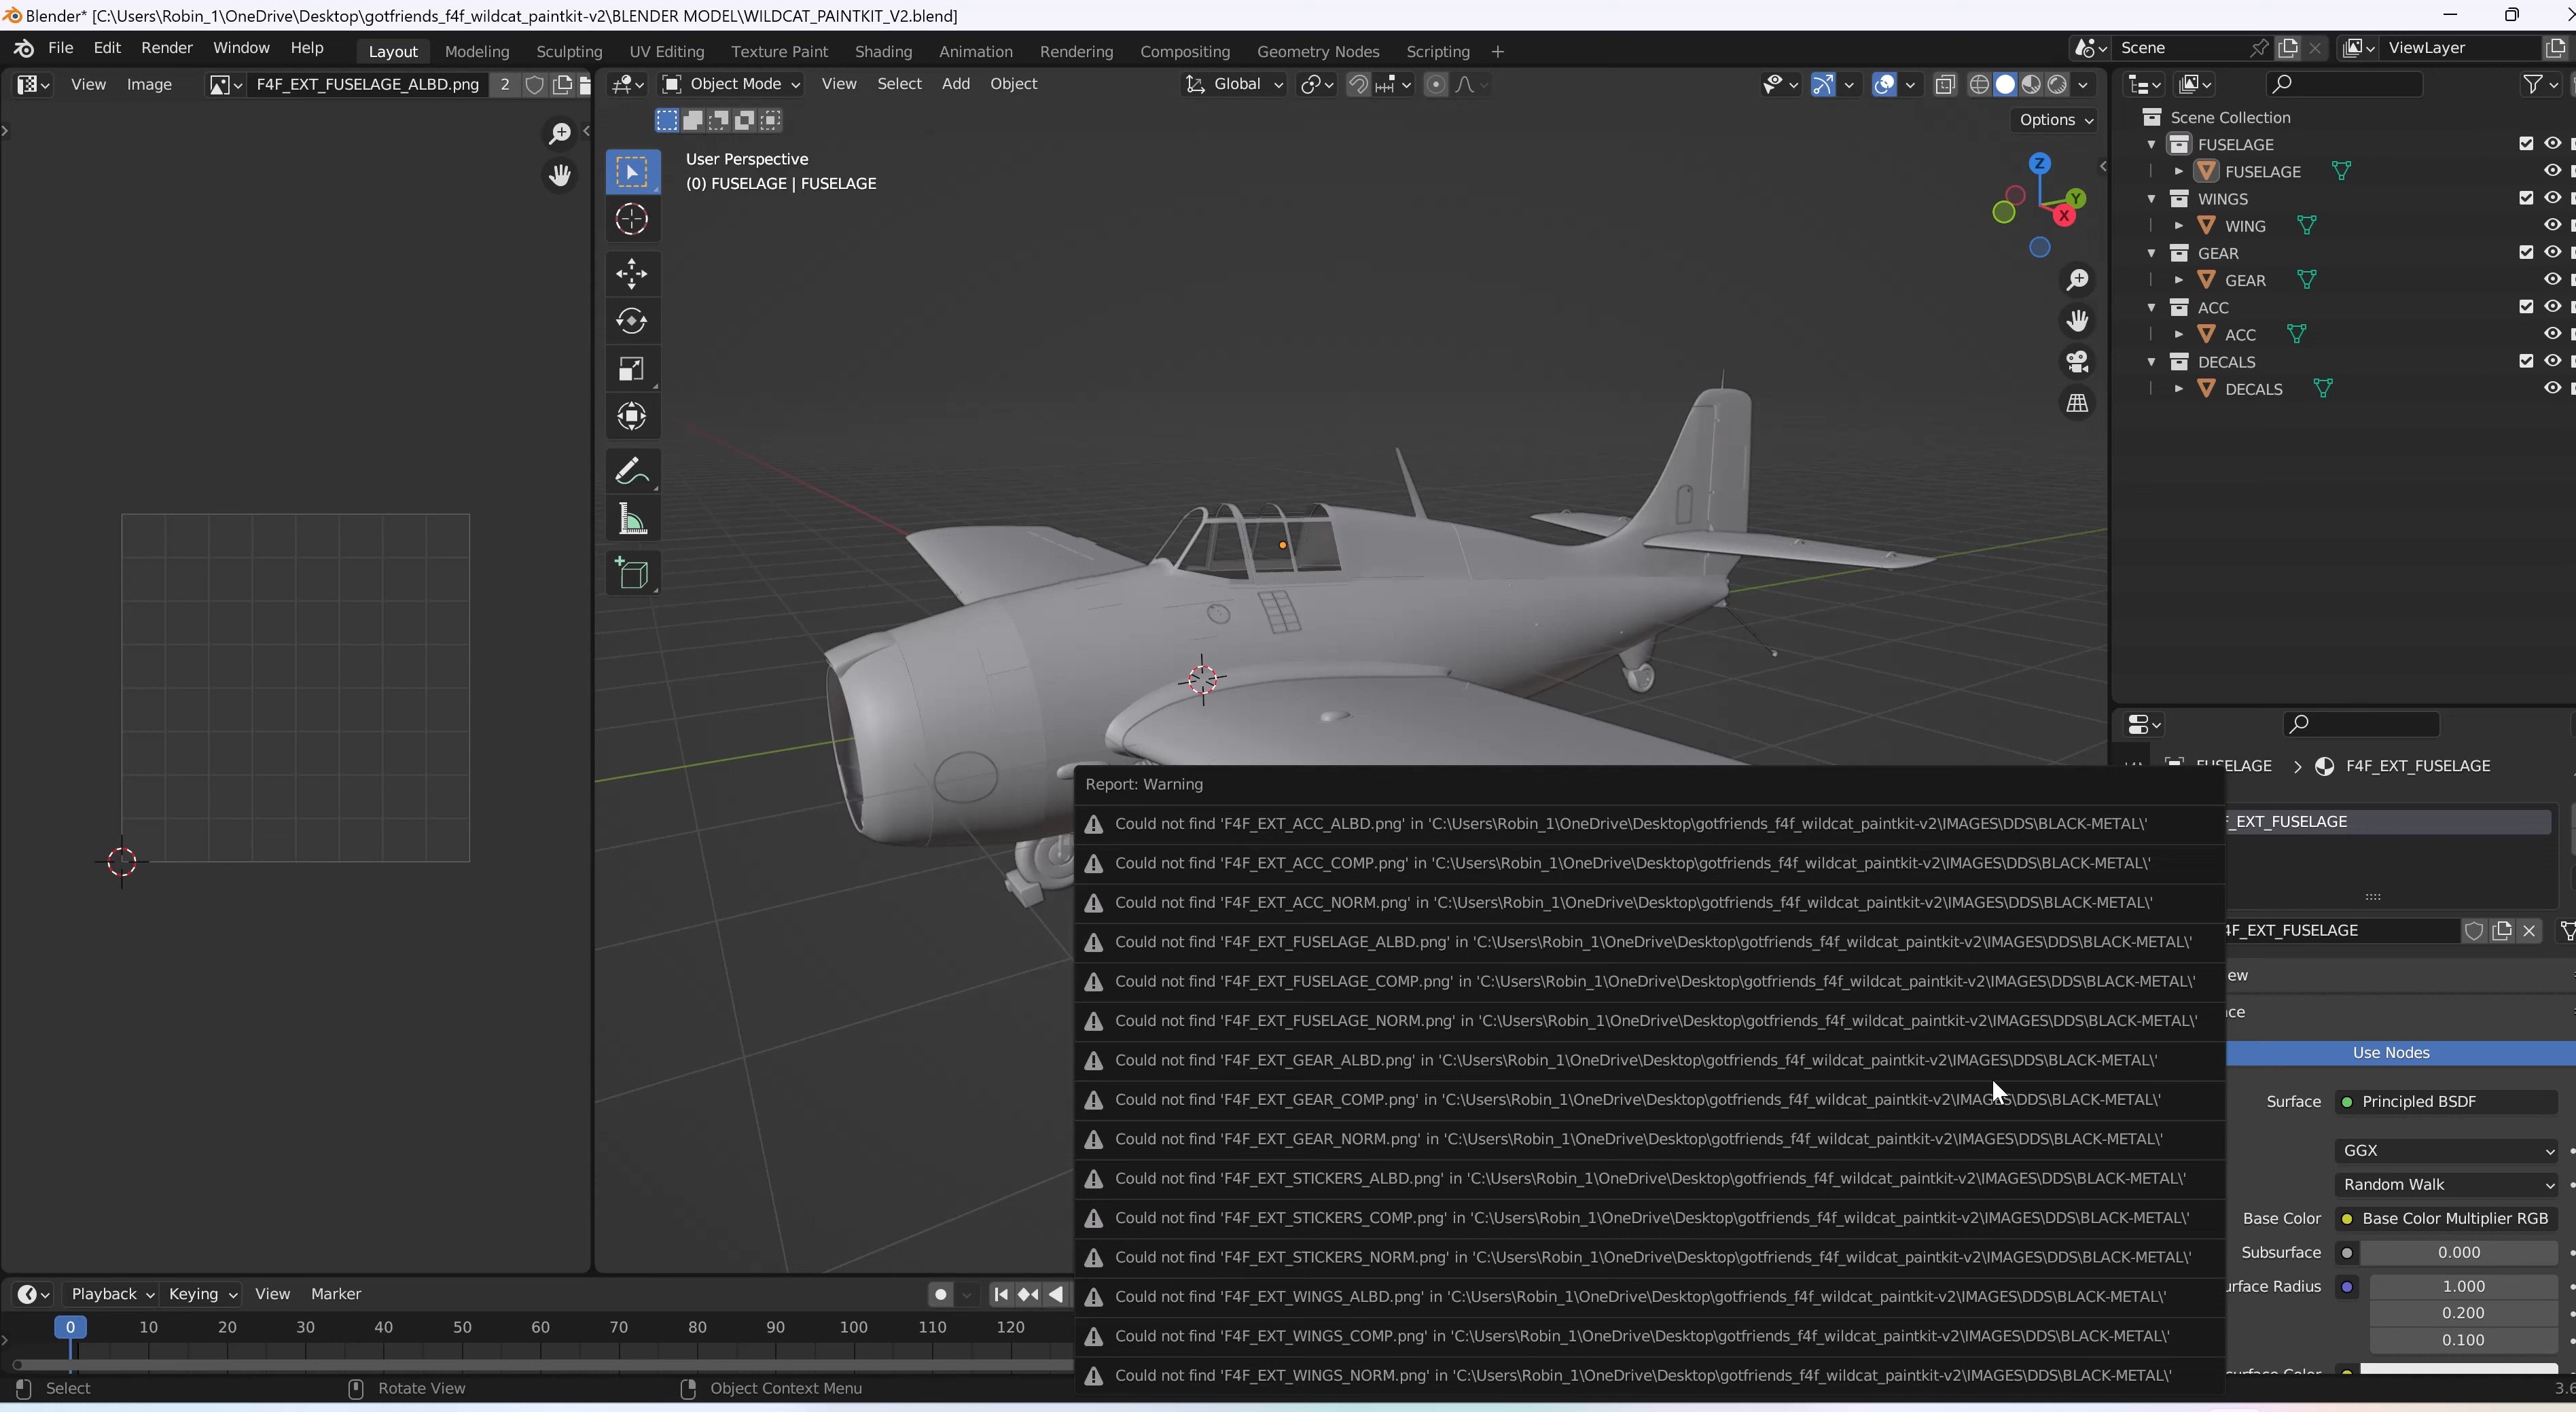 Blender* [C:\Users\Robin_1\OneDrive\Desktop\gotfriends_f4f_wildcat_paintkit-v2\BLENDER MODEL\WILDCAT_PAINTKIT_V2.blend]
File Edit Render Window Help Layout Modeling Sculpting UV Editing Texture Paint Shading Animation Rendering Compositing Geometry Nodes Scripting + Scene ViewLayer
View Image F4F_EXT_FUSELAGE_ALBD.png 2 Object Mode View Select Add Object Global
Options
User Perspective
(0) FUSELAGE | FUSELAGE
Z
Y
X
Scene Collection
FUSELAGE
FUSELAGE
WINGS
WING
GEAR
GEAR
ACC
ACC
DECALS
DECALS
FUSELAGE > F4F_EXT_FUSELAGE
F_EXT_FUSELAGE
4F_EXT_FUSELAGE
ew
ce
Use Nodes
Surface Principled BSDF
GGX
Random Walk
Base Color Base Color Multiplier RGB
Subsurface 0.000
urface Radius 1.000
0.200
0.100
surface Color
Report: Warning
Could not find 'F4F_EXT_ACC_ALBD.png' in 'C:\Users\Robin_1\OneDrive\Desktop\gotfriends_f4f_wildcat_paintkit-v2\IMAGES\DDS\BLACK-METAL\'
Could not find 'F4F_EXT_ACC_COMP.png' in 'C:\Users\Robin_1\OneDrive\Desktop\gotfriends_f4f_wildcat_paintkit-v2\IMAGES\DDS\BLACK-METAL\'
Could not find 'F4F_EXT_ACC_NORM.png' in 'C:\Users\Robin_1\OneDrive\Desktop\gotfriends_f4f_wildcat_paintkit-v2\IMAGES\DDS\BLACK-METAL\'
Could not find 'F4F_EXT_FUSELAGE_ALBD.png' in 'C:\Users\Robin_1\OneDrive\Desktop\gotfriends_f4f_wildcat_paintkit-v2\IMAGES\DDS\BLACK-METAL\'
Could not find 'F4F_EXT_FUSELAGE_COMP.png' in 'C:\Users\Robin_1\OneDrive\Desktop\gotfriends_f4f_wildcat_paintkit-v2\IMAGES\DDS\BLACK-METAL\'
Could not find 'F4F_EXT_FUSELAGE_NORM.png' in 'C:\Users\Robin_1\OneDrive\Desktop\gotfriends_f4f_wildcat_paintkit-v2\IMAGES\DDS\BLACK-METAL\'
Could not find 'F4F_EXT_GEAR_ALBD.png' in 'C:\Users\Robin_1\OneDrive\Desktop\gotfriends_f4f_wildcat_paintkit-v2\IMAGES\DDS\BLACK-METAL\'
Could not find 'F4F_EXT_GEAR_COMP.png' in 'C:\Users\Robin_1\OneDrive\Desktop\gotfriends_f4f_wildcat_paintkit-v2\IMAGES\DDS\BLACK-METAL\'
Could not find 'F4F_EXT_GEAR_NORM.png' in 'C:\Users\Robin_1\OneDrive\Desktop\gotfriends_f4f_wildcat_paintkit-v2\IMAGES\DDS\BLACK-METAL\'
Could not find 'F4F_EXT_STICKERS_ALBD.png' in 'C:\Users\Robin_1\OneDrive\Desktop\gotfriends_f4f_wildcat_paintkit-v2\IMAGES\DDS\BLACK-METAL\'
Could not find 'F4F_EXT_STICKERS_COMP.png' in 'C:\Users\Robin_1\OneDrive\Desktop\gotfriends_f4f_wildcat_paintkit-v2\IMAGES\DDS\BLACK-METAL\'
Could not find 'F4F_EXT_STICKERS_NORM.png' in 'C:\Users\Robin_1\OneDrive\Desktop\gotfriends_f4f_wildcat_paintkit-v2\IMAGES\DDS\BLACK-METAL\'
Could not find 'F4F_EXT_WINGS_ALBD.png' in 'C:\Users\Robin_1\OneDrive\Desktop\gotfriends_f4f_wildcat_paintkit-v2\IMAGES\DDS\BLACK-METAL\'
Could not find 'F4F_EXT_WINGS_COMP.png' in 'C:\Users\Robin_1\OneDrive\Desktop\gotfriends_f4f_wildcat_paintkit-v2\IMAGES\DDS\BLACK-METAL\'
Could not find 'F4F_EXT_WINGS_NORM.png' in 'C:\Users\Robin_1\OneDrive\Desktop\gotfriends_f4f_wildcat_paintkit-v2\IMAGES\DDS\BLACK-METAL\'
Playback Keying View Marker
0 10 20 30 40 50 60 70 80 90 100 110 120
Select Rotate View Object Context Menu 3.6